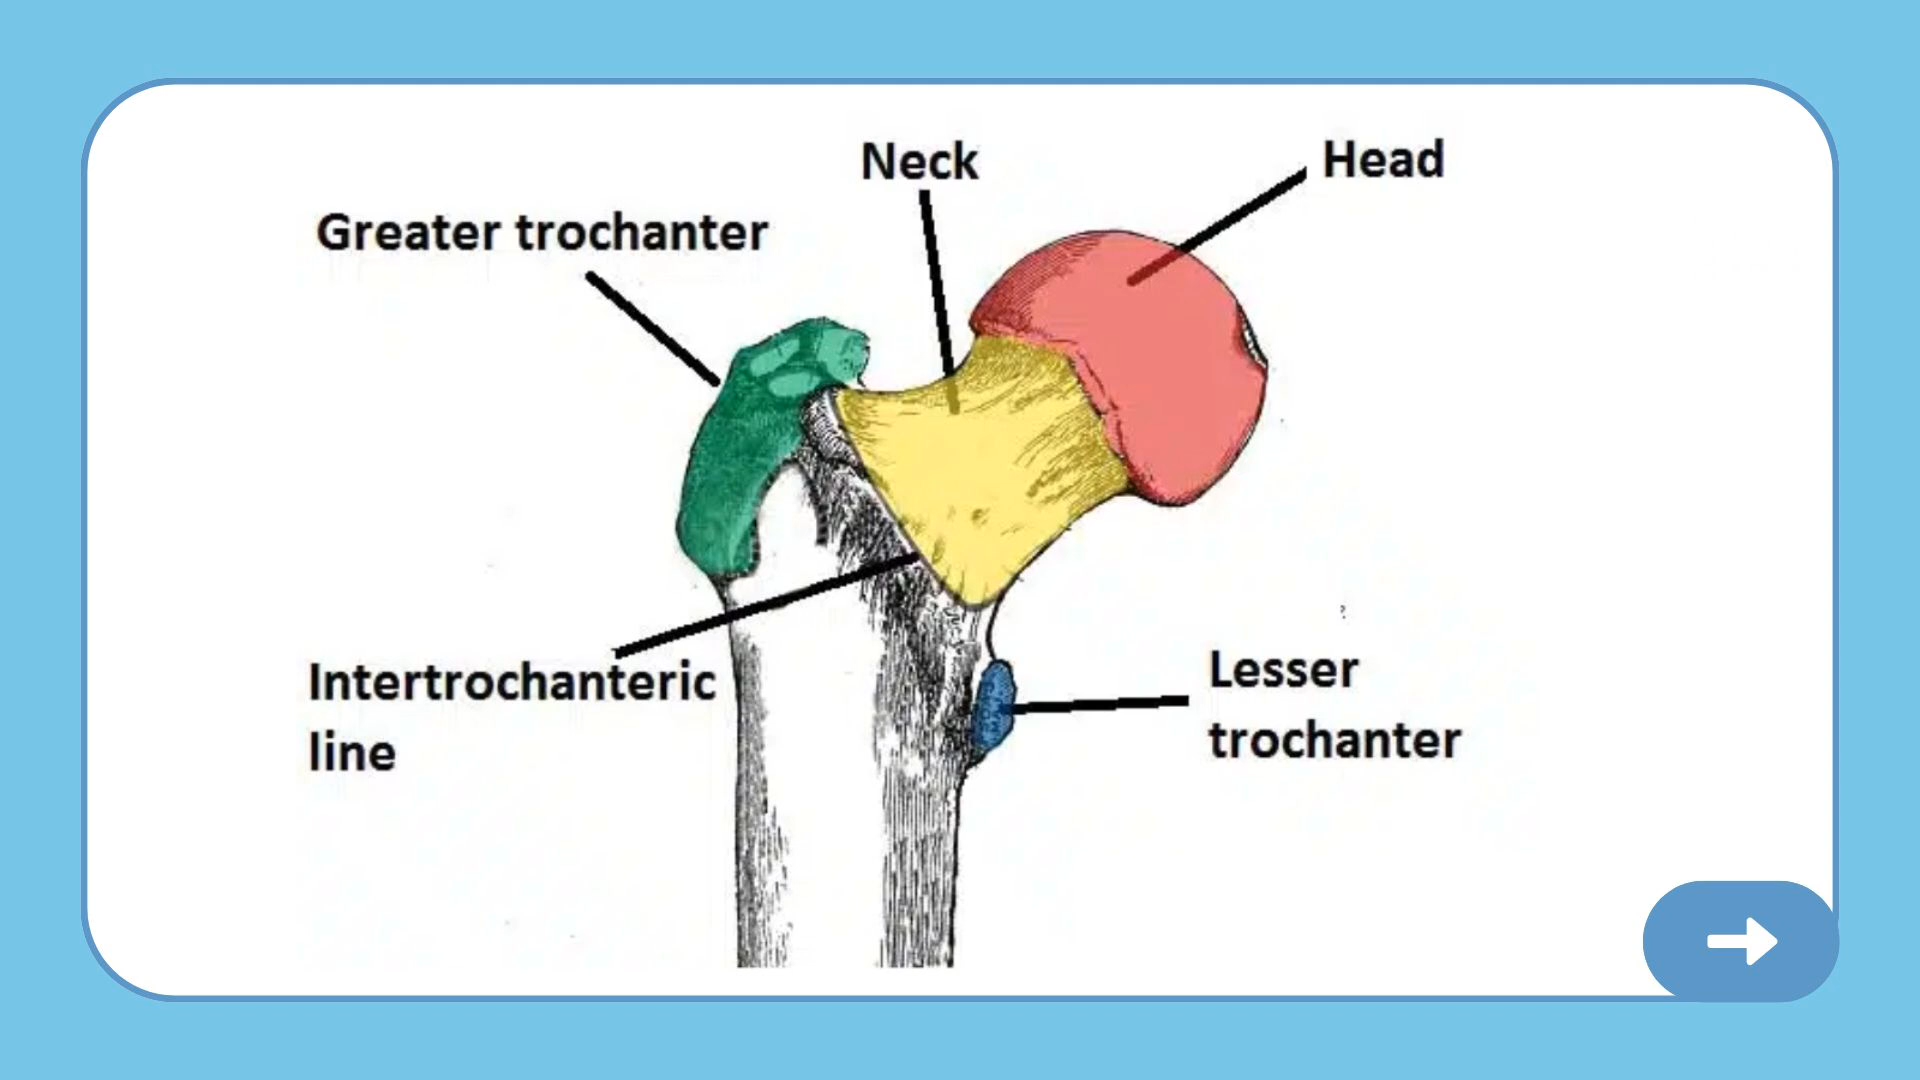 Neck
Head
Greater trochanter
Intertrochanteric
line
Lesser
trochanter